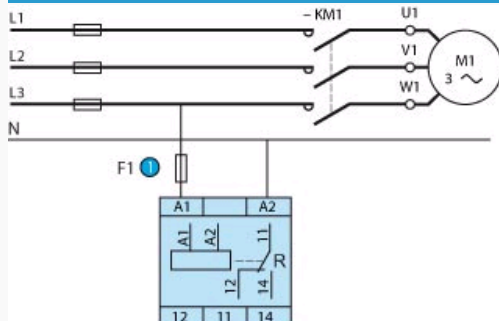 L1
– KM1
U1
L2
V1
M1
3 ~
L3
W1
N
F1 1
A1 A2
A1 A2 11
R
12 14
12 11 14